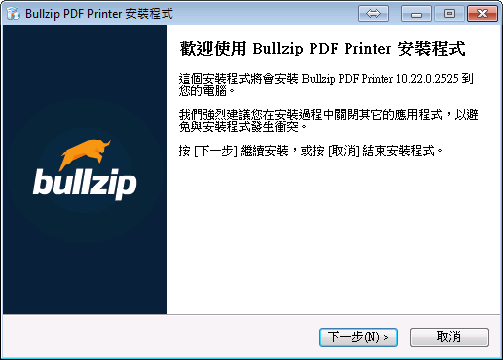 Bullzip PDF Printer 安裝程式
歡迎使用 Bullzip PDF Printer 安裝程式
這個安裝程式將會安裝 Bullzip PDF Printer 10.22.0.2525 到
您的電腦。
我們強烈建議您在安裝過程中關閉其它的應用程式，以避
免與安裝程式發生衝突。
按 [下一步] 繼續安裝，或按 [取消] 結束安裝程式。
bullzip
下一步(N) >
取消